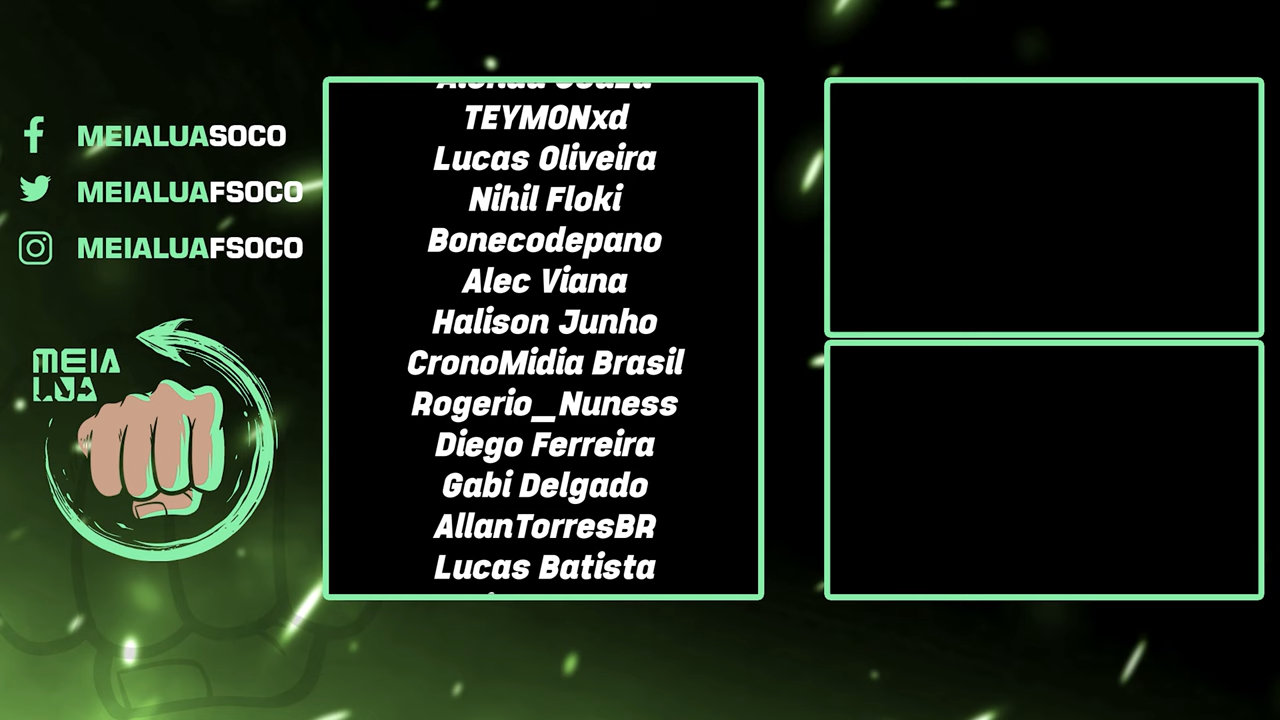 MEIALUASOCO
MEIALUAFSOCO
MEIALUAFSOCO
MEIA
LUA
TEYMONxd
Lucas Oliveira
Nihil Floki
Bonecodepano
Alec Viana
Halison Junho
CronoMidia Brasil
Rogerio_Nuness
Diego Ferreira
Gabi Delgado
AllanTorresBR
Lucas Batista